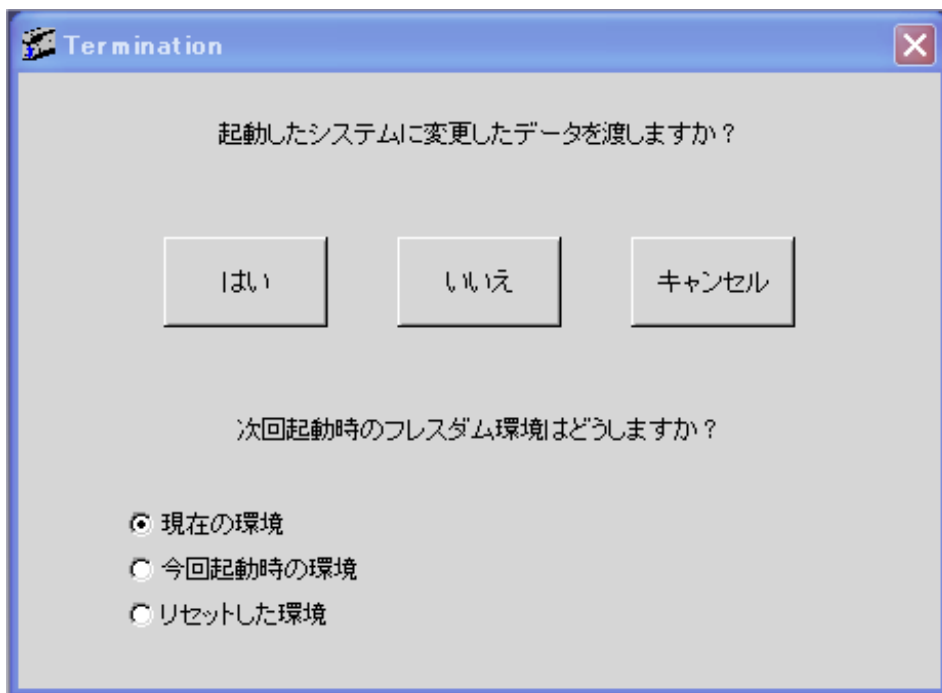 Termination
起動したシステムに変更したデータを渡しますか？
はい
いいえ
キャンセル
次回起動時のフレスダム環境はどうしますか？
現在の環境
今回起動時の環境
リセットした環境